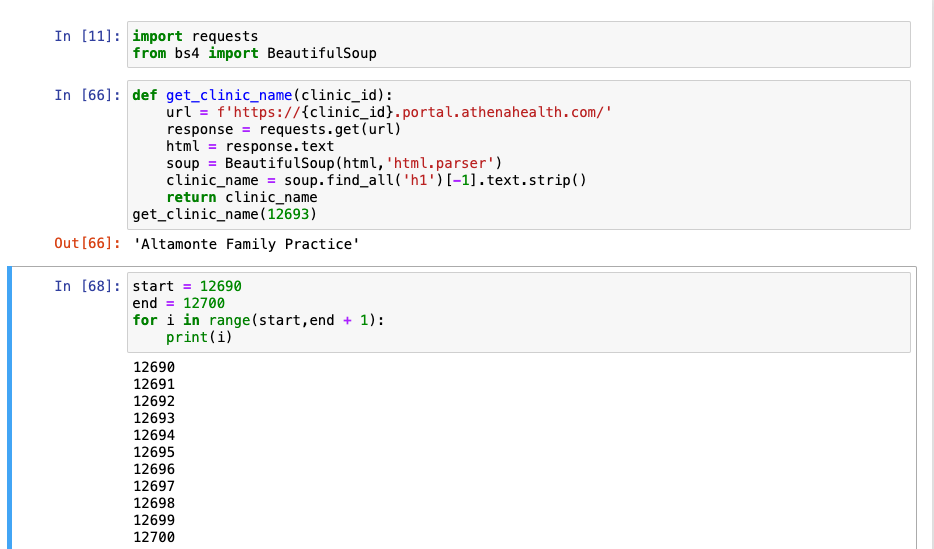 In [11]: import requests
from bs4 import BeautifulSoup
In [66]: def get_clinic_name(clinic_id):
    url = f'https://{clinic_id}.portal.athenahealth.com/'
    response = requests.get(url)
    html = response.text
    soup = BeautifulSoup(html,'html.parser')
    clinic_name = soup.find_all('h1')[-1].text.strip()
    return clinic_name
get_clinic_name(12693)
Out[66]: 'Altamonte Family Practice'
In [68]: start = 12690
end = 12700
for i in range(start,end + 1):
    print(i)
12690
12691
12692
12693
12694
12695
12696
12697
12698
12699
12700